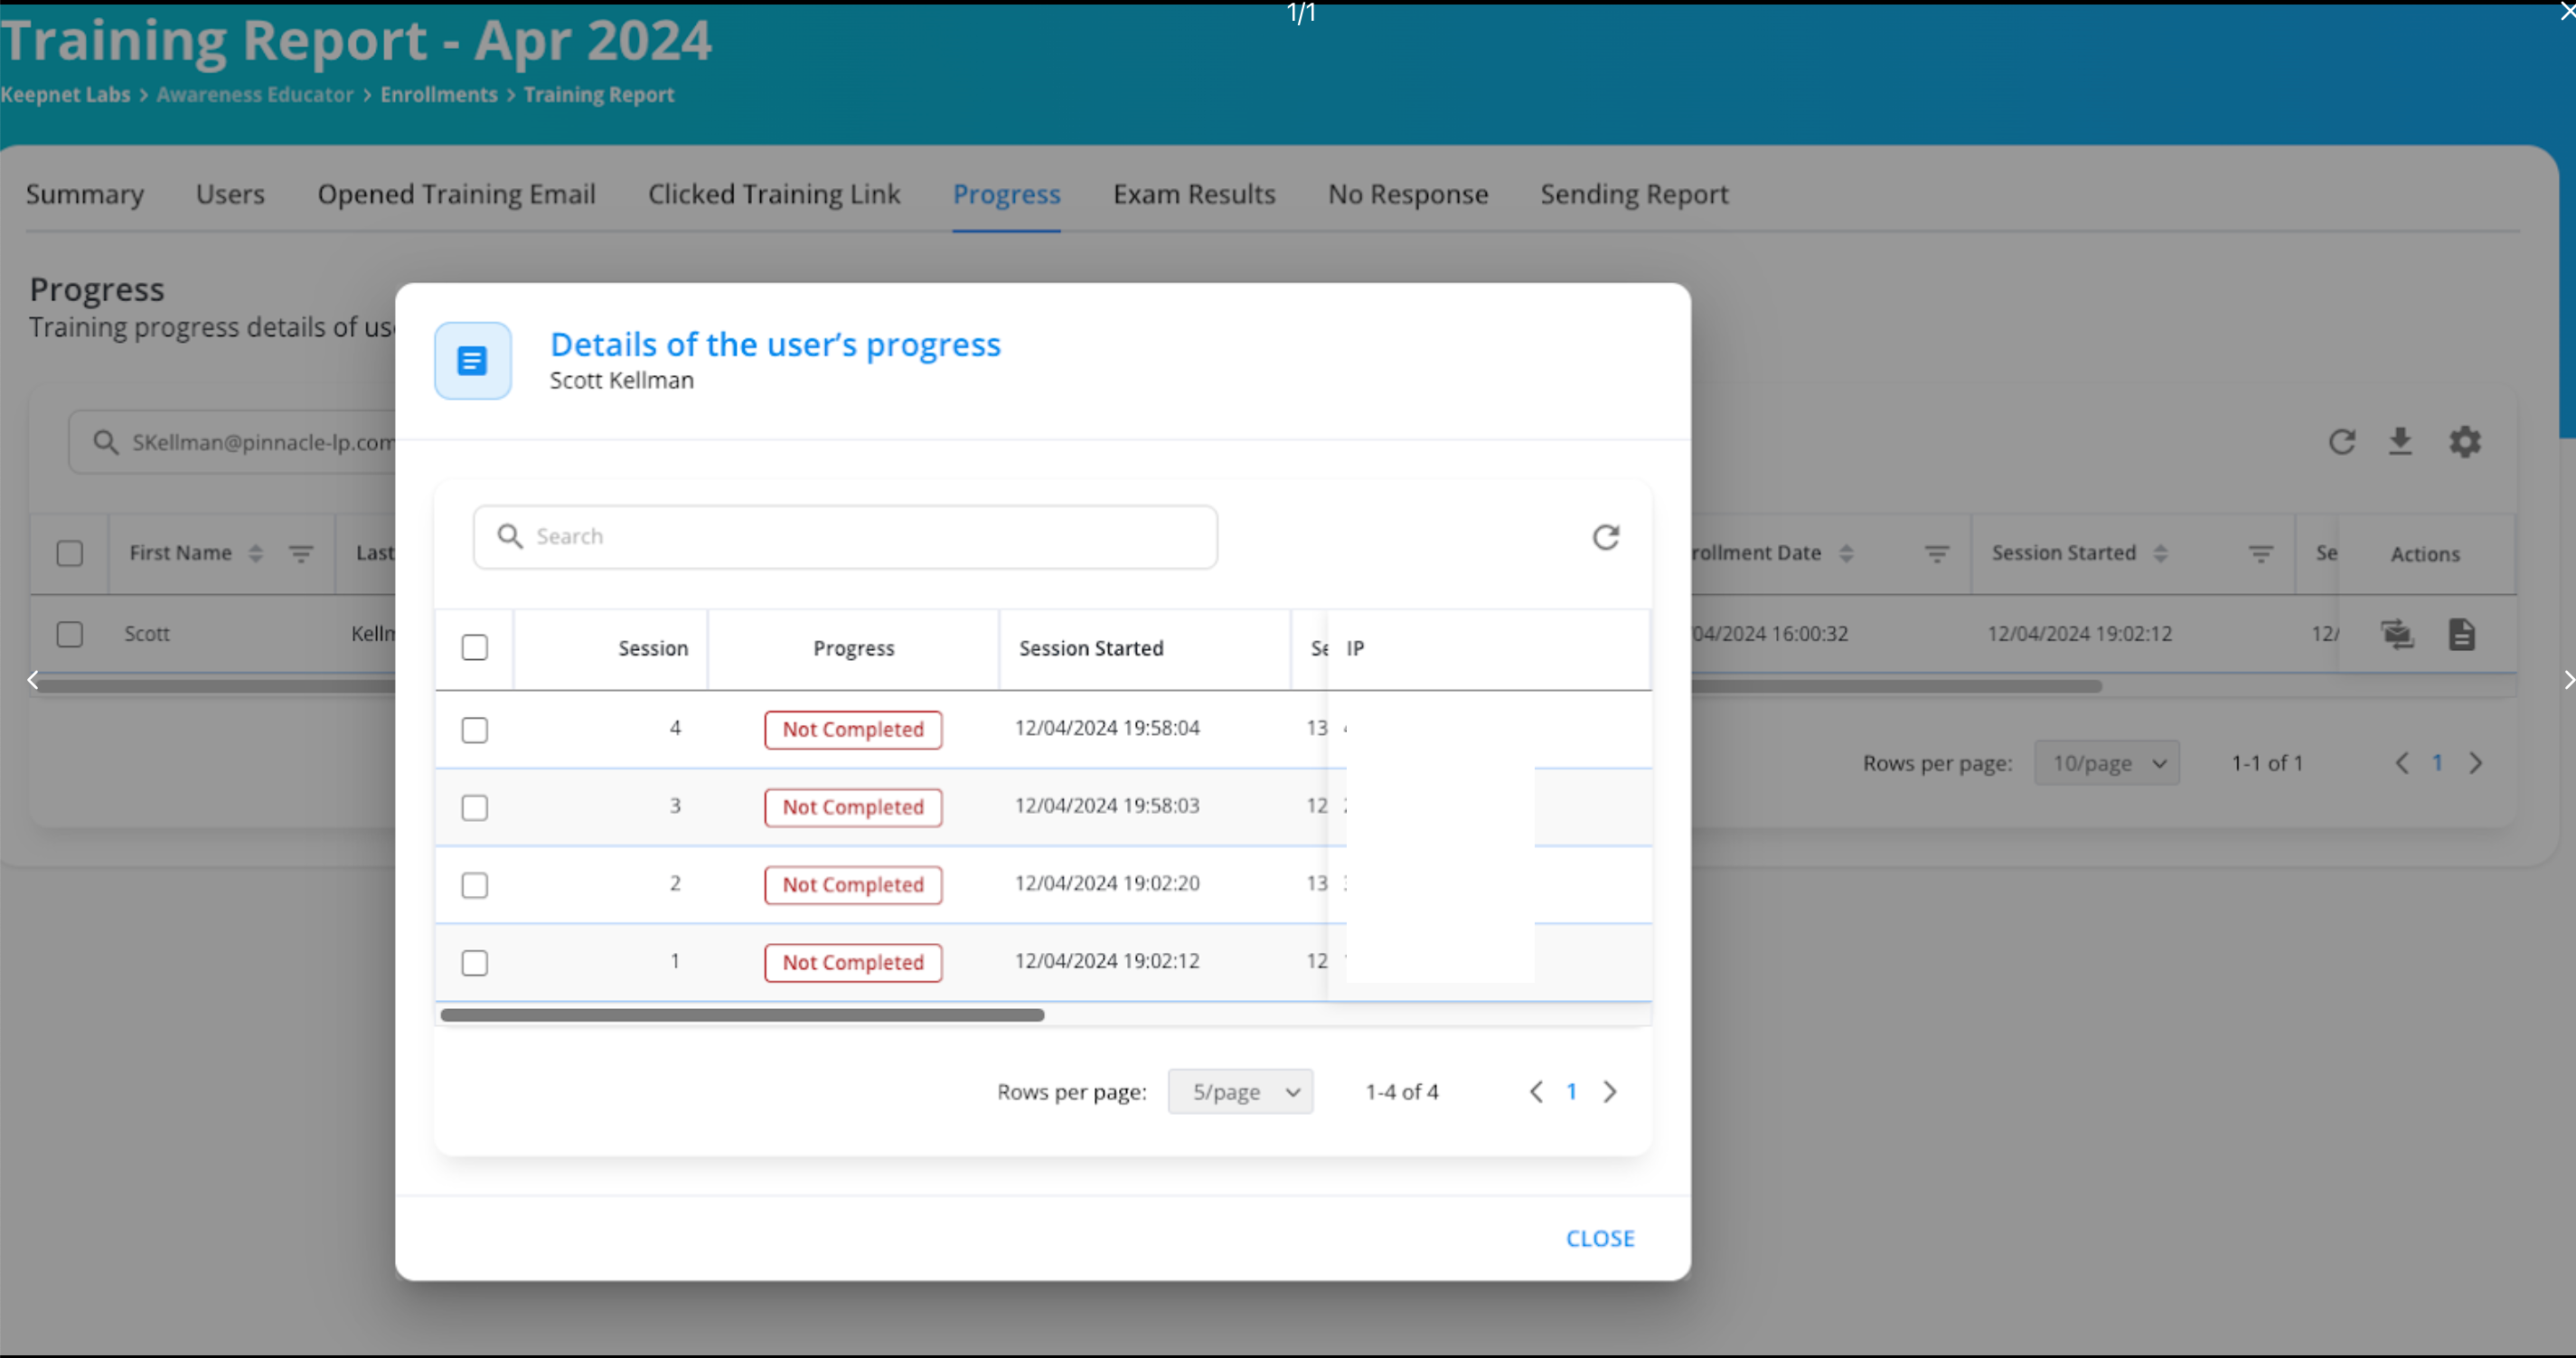 1/1
Training Report - Apr 2024
Keepnet Labs > Awareness Educator > Enrollments > Training Report
Summary Users Opened Training Email Clicked Training Link Progress Exam Results No Response Sending Report
Progress
Training progress details of
SKellman@pinnacle-lp.com
First Name Last rollment Date Session Started Se Actions
Scott Kelln 04/2024 16:00:32 12/04/2024 19:02:12 12/
Rows per page: 10/page 1-1 of 1 1
Details of the user’s progress
Scott Kellman
Search
Session Progress Session Started Se IP
4 Not Completed 12/04/2024 19:58:04 13
3 Not Completed 12/04/2024 19:58:03 12
2 Not Completed 12/04/2024 19:02:20 13
1 Not Completed 12/04/2024 19:02:12 12
Rows per page: 5/page 1-4 of 4 1
CLOSE